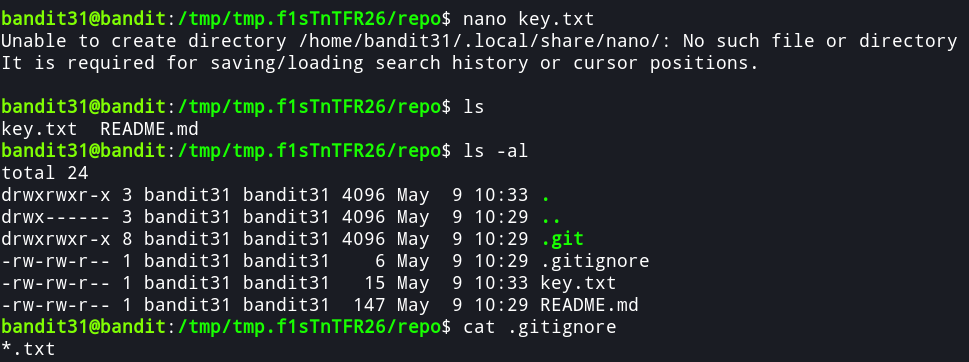 bandit31@bandit:/tmp/tmp.f1sTnTFR26/repo$ nano key.txt
Unable to create directory /home/bandit31/.local/share/nano/: No such file or directory
It is required for saving/loading search history or cursor positions.

bandit31@bandit:/tmp/tmp.f1sTnTFR26/repo$ ls
key.txt  README.md
bandit31@bandit:/tmp/tmp.f1sTnTFR26/repo$ ls -al
total 24
drwxrwxr-x 3 bandit31 bandit31 4096 May  9 10:33 .
drwx------ 3 bandit31 bandit31 4096 May  9 10:29 ..
drwxrwxr-x 8 bandit31 bandit31 4096 May  9 10:29 .git
-rw-rw-r-- 1 bandit31 bandit31    6 May  9 10:29 .gitignore
-rw-rw-r-- 1 bandit31 bandit31   15 May  9 10:33 key.txt
-rw-rw-r-- 1 bandit31 bandit31  147 May  9 10:29 README.md
bandit31@bandit:/tmp/tmp.f1sTnTFR26/repo$ cat .gitignore
*.txt